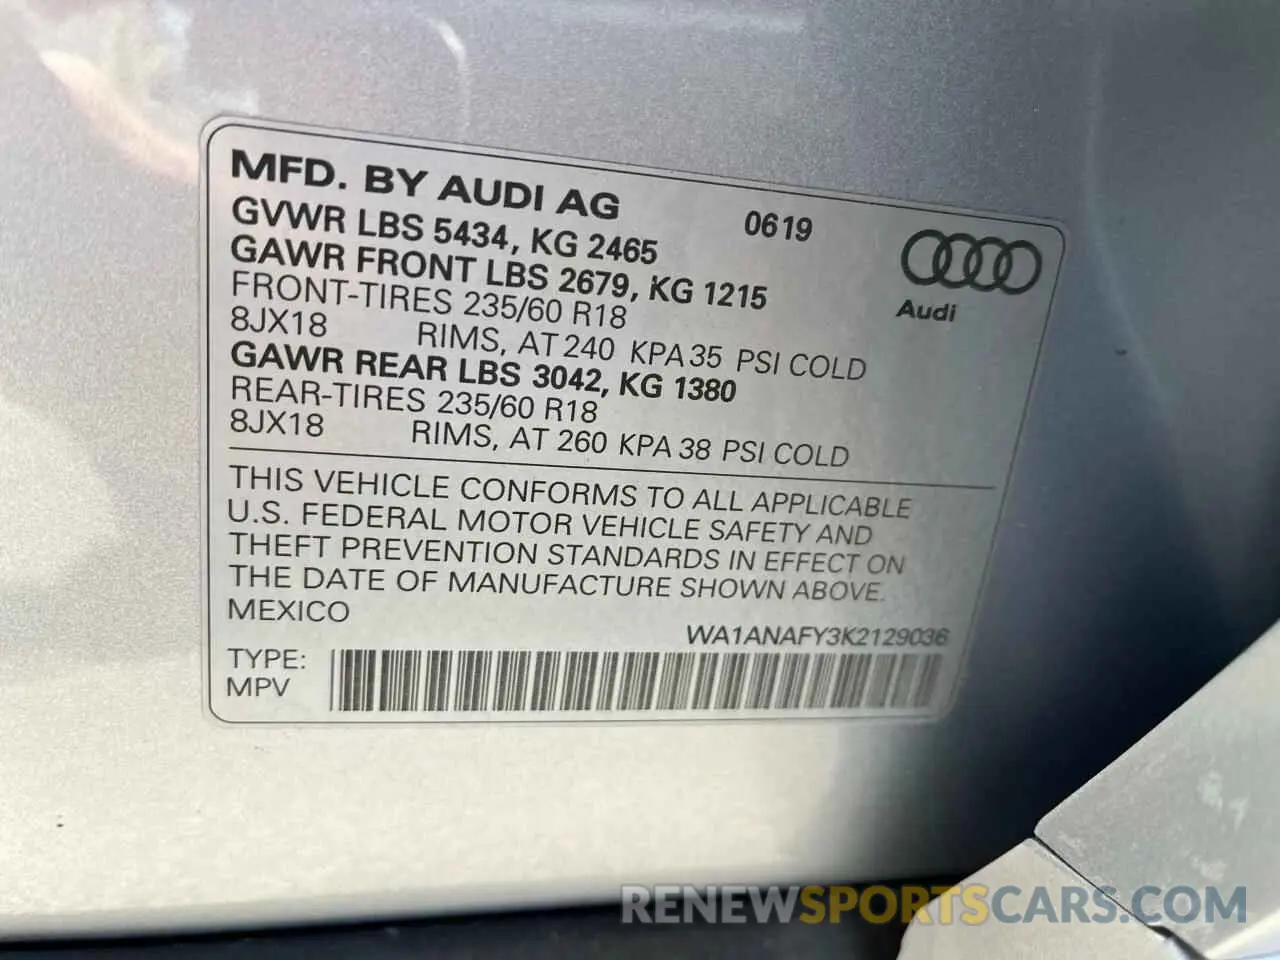 MFD. BY AUDI AG 0619
GVWR LBS 5434, KG 2465
GAWR FRONT LBS 2679, KG 1215
FRONT-TIRES 235/60 R18
8JX18 RIMS, AT 240 KPA 35 PSI COLD
GAWR REAR LBS 3042, KG 1380
REAR-TIRES 235/60 R18
8JX18 RIMS, AT 260 KPA 38 PSI COLD
Audi
THIS VEHICLE CONFORMS TO ALL APPLICABLE
U.S. FEDERAL MOTOR VEHICLE SAFETY AND
THEFT PREVENTION STANDARDS IN EFFECT ON
THE DATE OF MANUFACTURE SHOWN ABOVE.
MEXICO
WA1ANAFY3K2129036
TYPE:
MPV
RENEWSPORTSCARS.COM